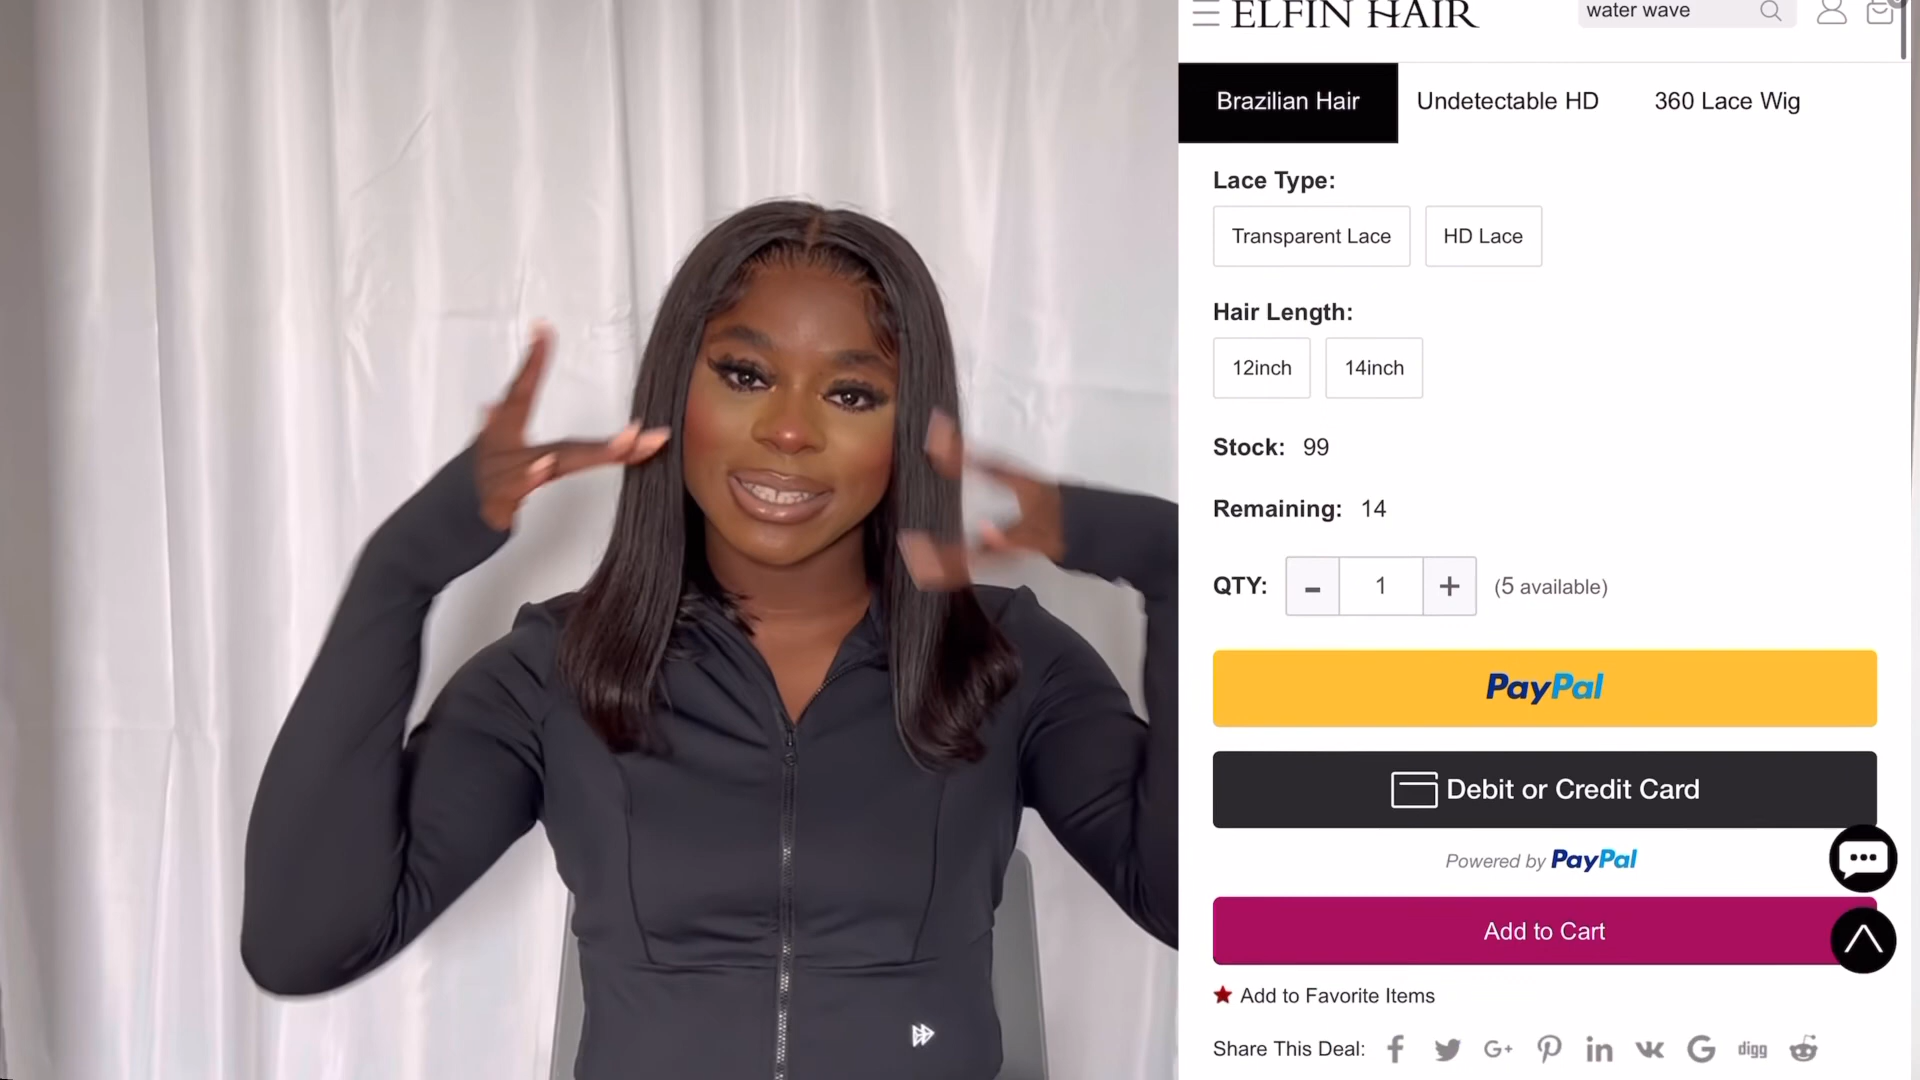 ELFIN HAIR
water wave
Brazilian Hair
Undetectable HD
360 Lace Wig
Lace Type:
Transparent Lace
HD Lace
Hair Length:
12inch
14inch
Stock: 99
Remaining: 14
QTY: - 1 + (5 available)
PayPal
Debit or Credit Card
Powered by PayPal
Add to Cart
Add to Favorite Items
Share This Deal:
digg